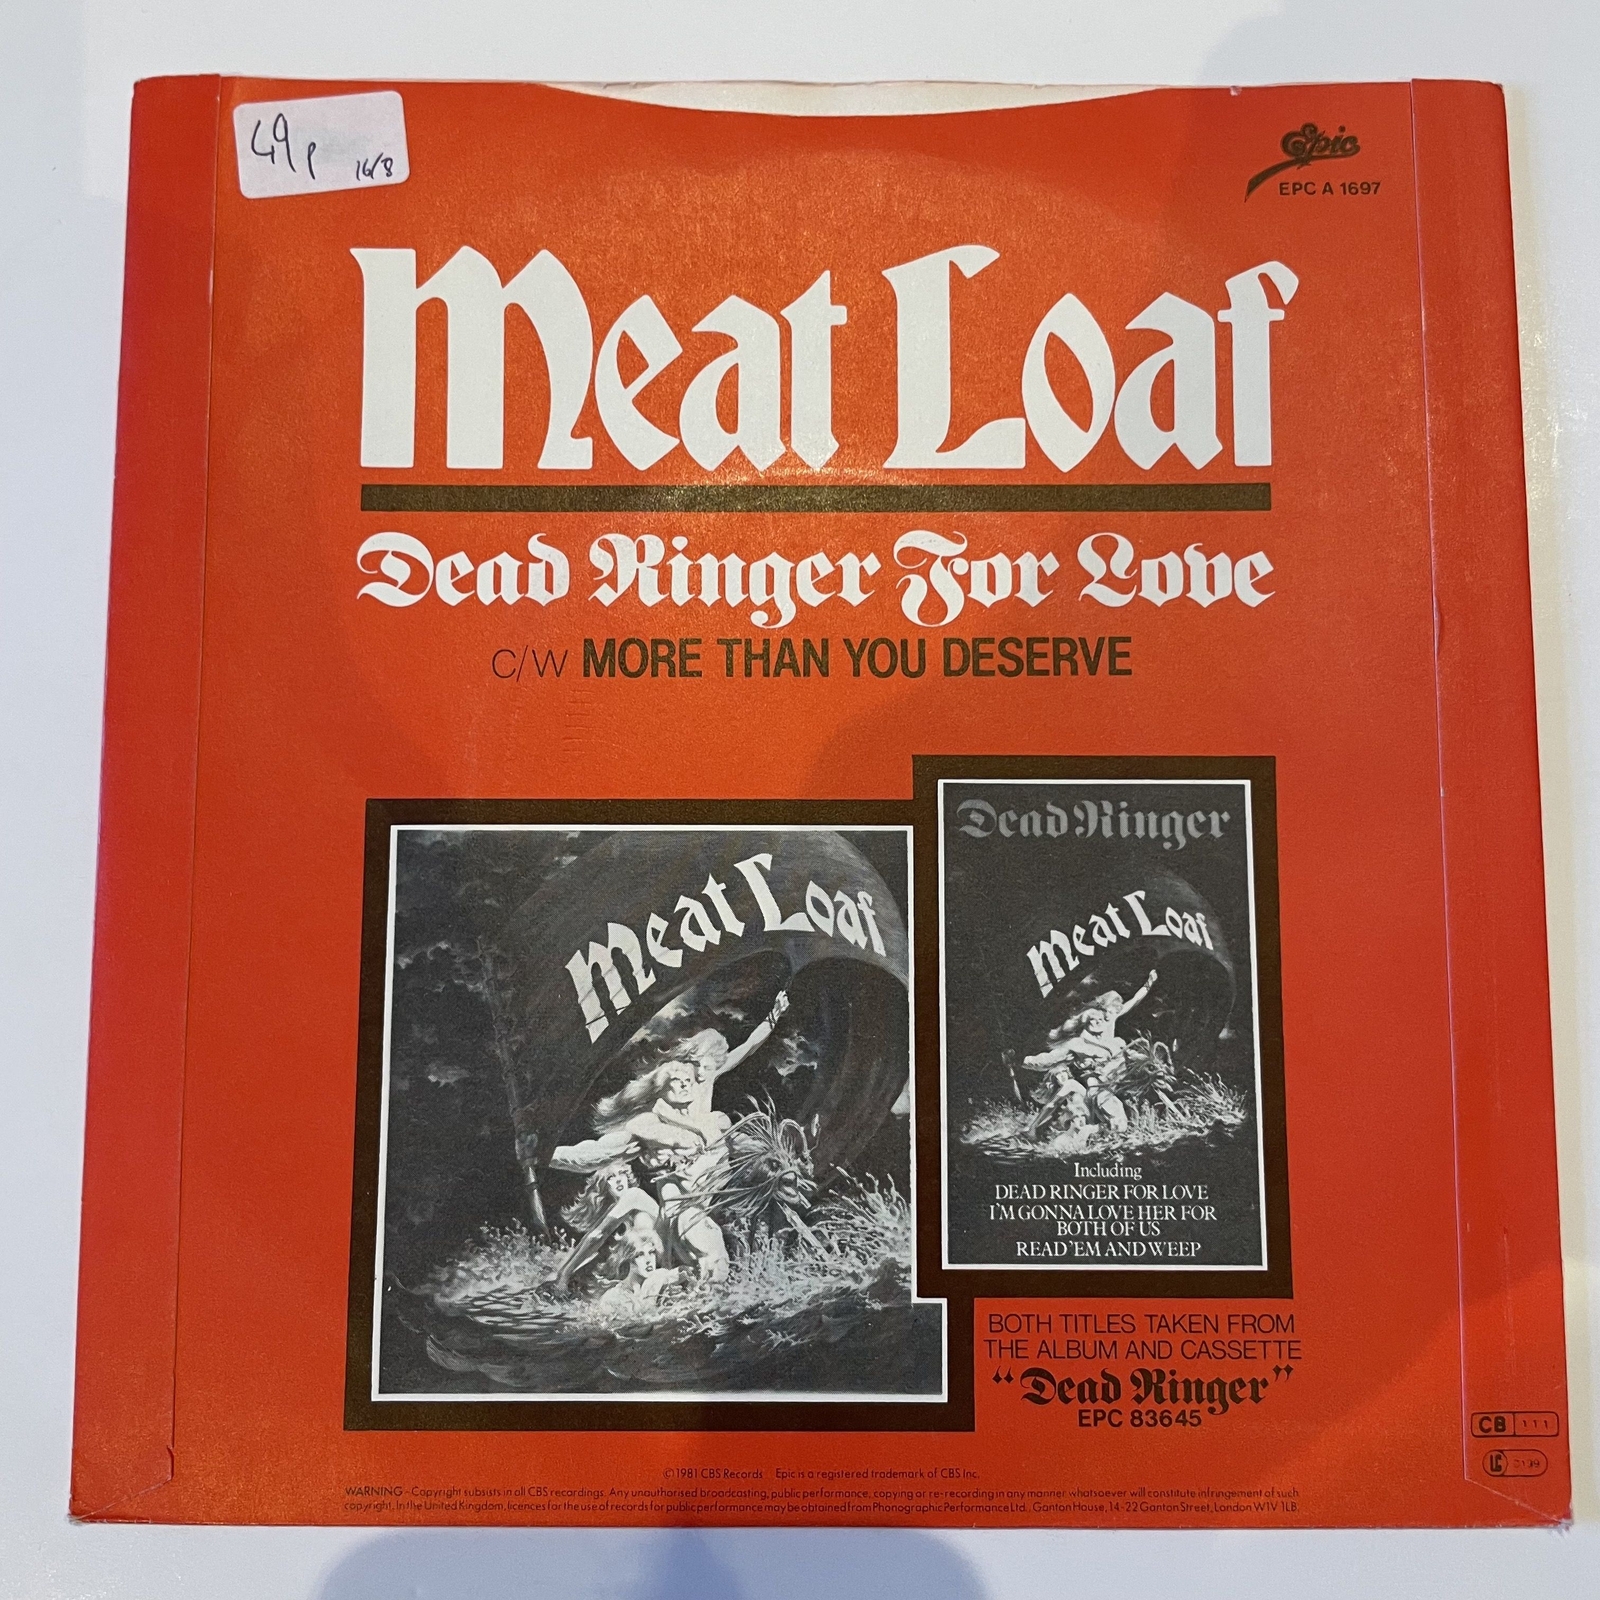 49p
16/8
Epic
EPC A 1697
Meat Loaf
Dead Ringer For Love
C/W MORE THAN YOU DESERVE
Meat Loaf
Dead Ringer
Meat Loaf
Including
DEAD RINGER FOR LOVE
I'M GONNA LOVE HER FOR
BOTH OF US
READ 'EM AND WEEP
BOTH TITLES TAKEN FROM
THE ALBUM AND CASSETTE
“Dead Ringer”
EPC 83645
CB 111
LC 0199
©1981 CBS Records Epic is a registered trademark of CBS Inc.
WARNING - Copyright subsists in all CBS recordings. Any unauthorised broadcasting, public performance, copying or re-recording in any manner whatsoever will constitute infringement of such
copyright. In the United Kingdom, licences for the use of records for public performance may be obtained from Phonographic Performance Ltd., Ganton House, 14-22 Ganton Street, London W1V 1LB.